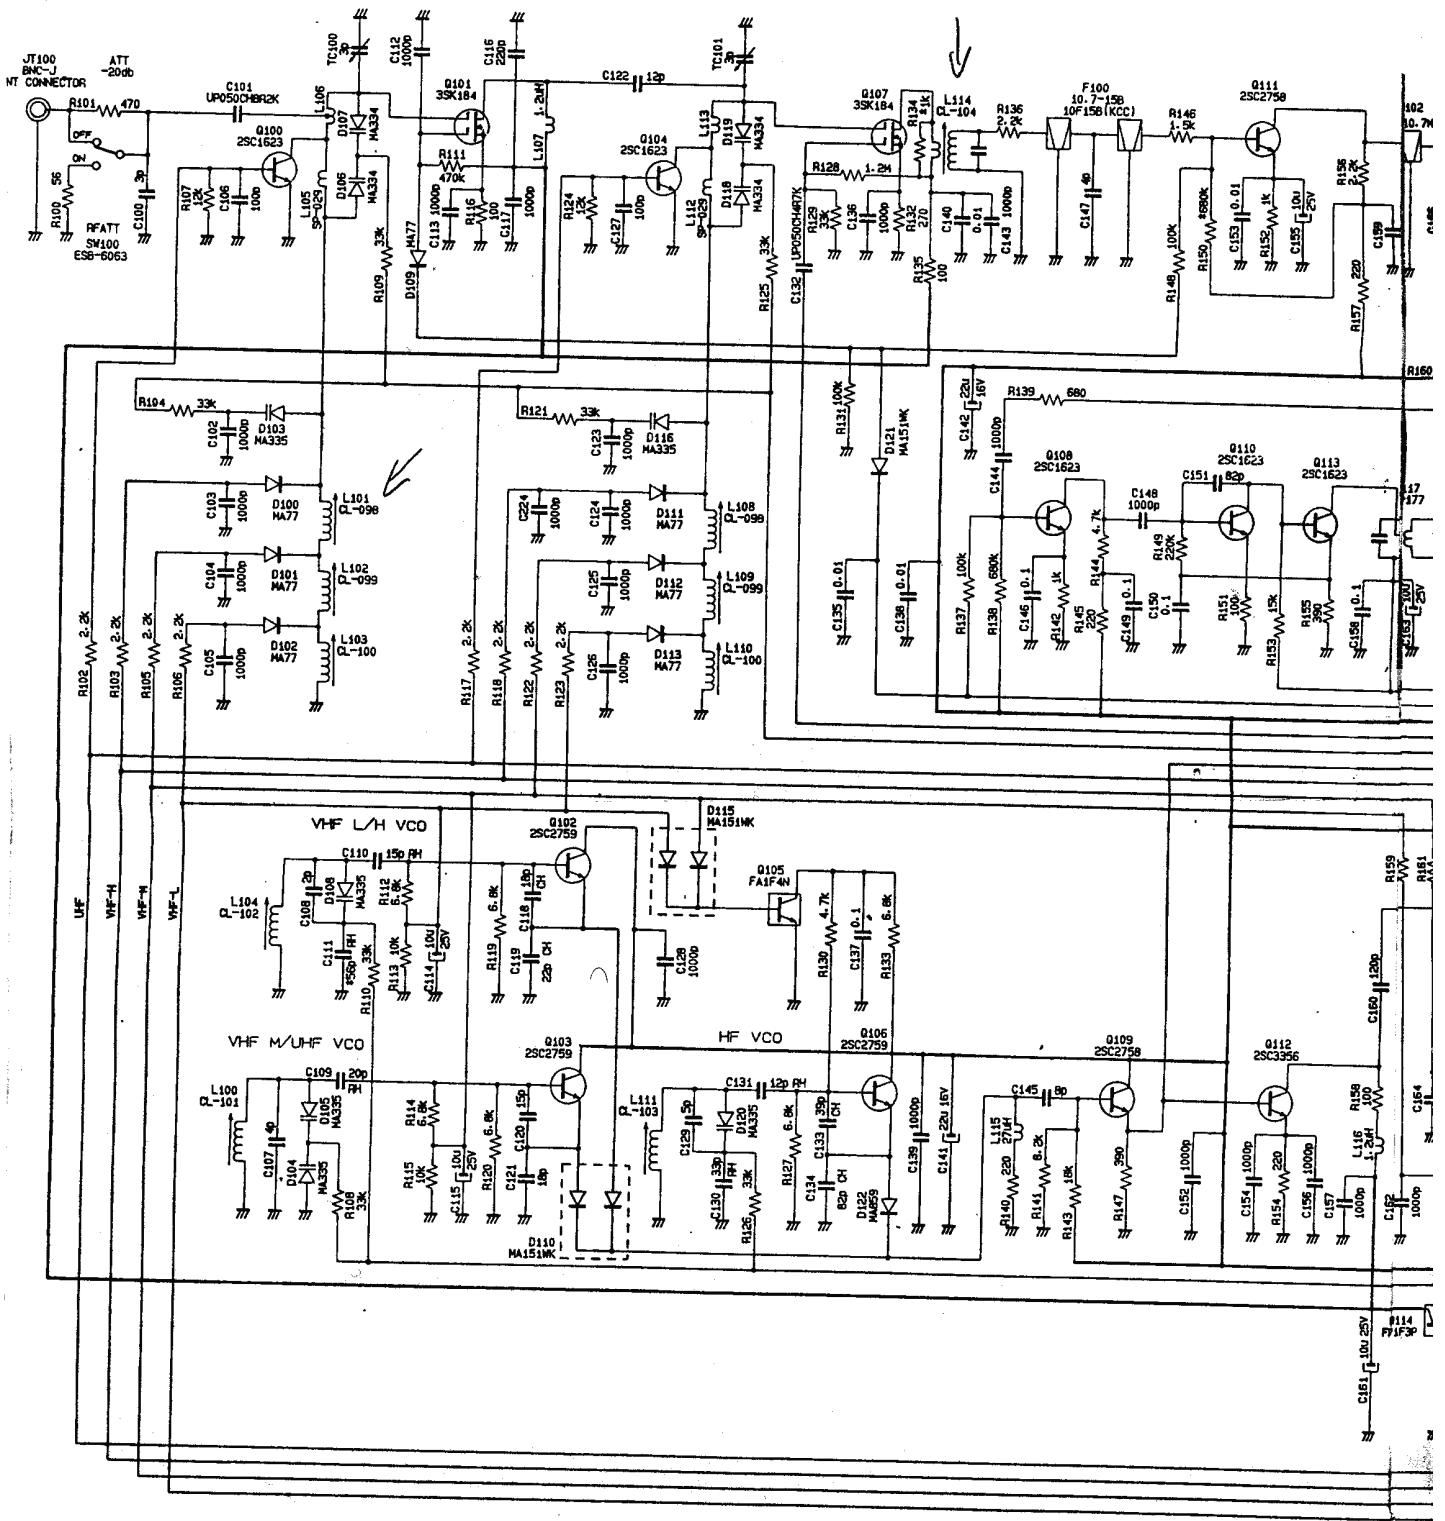 JT100
BNC-J
NT CONNECTOR
ATT
-20db
R101
470
OFF
ON
R100
56
RFATT
SW100
ESB-6063
C100
3p
C101
UP050CHBR2K
R107
12k
C106
100p
Q100
2SC1623
L106
TC100
3p
D107
MA334
D106
MA334
L105
SP-029
R109
33k
C112
1000p
Q101
3SK184
C116
220p
R111
470k
C113
1000p
R116
100
C117
1000p
D109
MA77
L107
1.2uH
C122
12p
R124
12k
C127
100p
Q104
2SC1623
L113
TC101
3p
D119
MA334
D118
MA334
L112
SP-029
R125
33k
Q107
3SK184
R128
1.2M
R129
33k
C132
UP050CH4R7K
C136
1000p
R132
270
R134
*1k
L114
CL-104
R135
100
C140
0.01
C143
1000p
R136
2.2k
F100
10.7-15B
10F15B(KCC)
C147
4p
R146
1.5k
Q111
2SC2758
R148
100k
R150
*680k
C153
0.01
R152
1k
C155
10u
25V
R156
2.2k
R157
220
C159
102
10.7M
R160
R104
33k
C102
1000p
D103
MA335
R121
33k
C123
1000p
D116
MA335
R131
100k
D121
MA151WK
C142
22u
16V
R139
680
C144
1000p
Q108
2SC1623
R144
4.7k
C148
1000p
C151
82p
Q110
2SC1623
Q113
2SC1623
R149
220k
C103
1000p
D100
MA77
L101
CL-098
C104
1000p
D101
MA77
L102
CL-099
C105
1000p
D102
MA77
L103
CL-100
C224
1000p
C124
1000p
D111
MA77
L108
CL-098
C125
1000p
D112
MA77
L109
CL-099
C126
1000p
D113
MA77
L110
CL-100
C135
0.01
C138
0.01
R137
100k
R138
680k
C146
0.1
R142
1k
R145
220
C149
0.1
C150
0.1
R151
100
R153
15k
R155
390
C158
0.1
C163
10u
25V
R102
2.2k
R103
2.2k
R105
2.2k
R106
2.2k
R117
2.2k
R118
2.2k
R122
2.2k
R123
2.2k
UHF
VHF-H
VHF-M
VHF-L
VHF L/H VCO
L104
CL-102
C108
2p
D108
MA335
C110
15p RH
C111
*56p RH
R110
33k
R112
6.8k
R113
10k
C114
10u
25V
R119
6.8k
C118
18p
CH
C119
22p CH
Q102
2SC2759
D115
MA151WK
C128
1000p
Q105
FA1F4N
R130
4.7k
C137
0.1
R133
6.8k
R159
R161
C160
120p
VHF M/UHF VCO
L100
CL-101
C107
4p
D105
MA335
D104
MA335
C109
20p
RH
R108
33k
R114
6.8k
R115
10k
C115
10u
25V
R120
6.8k
C120
15p
C121
18p
Q103
2SC2759
D110
MA151WK
HF VCO
L111
CL-103
C129
5p
D120
MA335
C131
12p RH
C130
33p
RH
R126
33k
R127
6.8k
C133
39p
CH
C134
82p CH
Q106
2SC2759
D122
MA859
C139
1000p
C141
22u 16V
C145
8p
L115
27uH
R140
220
R141
8.2k
R143
18k
Q109
2SC2758
R147
390
C152
1000p
Q112
2SC3356
C154
1000p
R154
220
C156
1000p
R158
100
L116
1.2uH
C157
1000p
C162
1000p
C164
C161
10u 25V